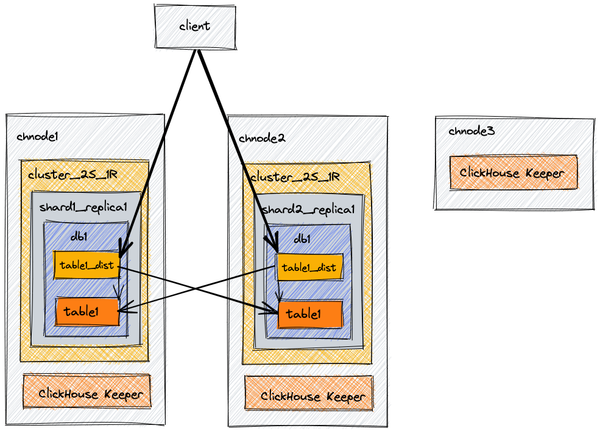 client
chnode1
cluster_2S_1R
shard1_replica1
db1
table1_dist
table1
ClickHouse Keeper
chnode2
cluster_2S_1R
shard2_replica1
db1
table1_dist
table1
ClickHouse Keeper
chnode3
ClickHouse Keeper